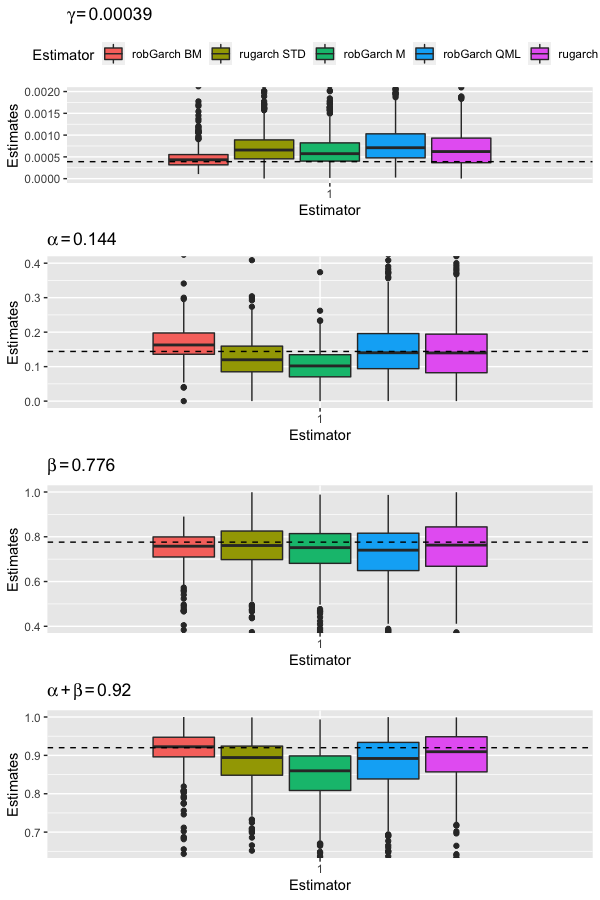 γ = 0.00039
Estimator robGarch BM rugarch STD robGarch M robGarch QML rugarch
Estimates
0.0020
0.0015
0.0010
0.0005
0.0000
1
Estimator
α = 0.144
Estimates
0.4
0.3
0.2
0.1
0.0
1
Estimator
β = 0.776
Estimates
1.0
0.8
0.6
0.4
1
Estimator
α + β = 0.92
Estimates
1.0
0.9
0.8
0.7
1
Estimator